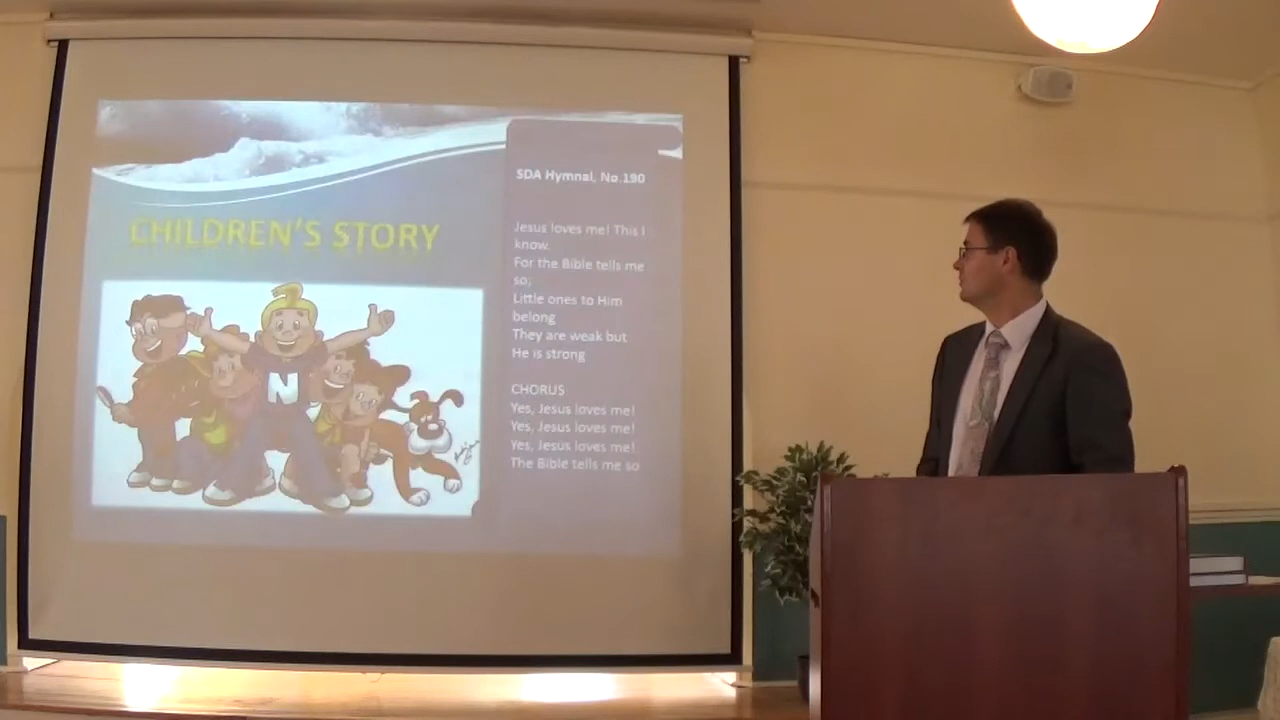 CHILDREN'S STORY
N
SDA Hymnal, No.190
Jesus loves me! This I
know.
For the Bible tells me
so;
Little ones to Him
belong
They are weak but
He is strong
CHORUS
Yes, Jesus loves me!
Yes, Jesus loves me!
Yes, Jesus loves me!
The Bible tells me so